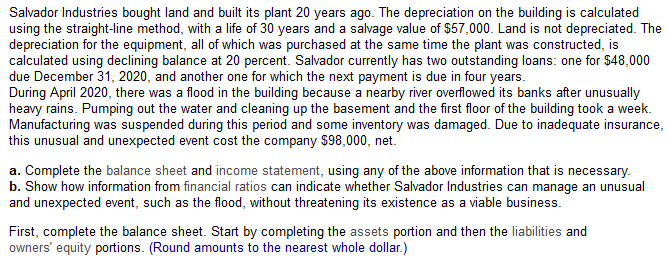 Salvador Industries bought land and built its plant 20 years ago. The depreciation on the building is calculated
using the straight-line method, with a life of 30 years and a salvage value of $57,000. Land is not depreciated. The
depreciation for the equipment, all of which was purchased at the same time the plant was constructed, is
calculated using declining balance at 20 percent. Salvador currently has two outstanding loans: one for $48,000
due December 31, 2020, and another one for which the next payment is due in four years.
During April 2020, there was a flood in the building because a nearby river overflowed its banks after unusually
heavy rains. Pumping out the water and cleaning up the basement and the first floor of the building took a week.
Manufacturing was suspended during this period and some inventory was damaged. Due to inadequate insurance,
this unusual and unexpected event cost the company $98,000, net.
a. Complete the balance sheet and income statement, using any of the above information that is necessary.
b. Show how information from financial ratios can indicate whether Salvador Industries can manage an unusual
and unexpected event, such as the flood, without threatening its existence as a viable business.
First, complete the balance sheet. Start by completing the assets portion and then the liabilities and
owners' equity portions. (Round amounts to the nearest whole dollar.)